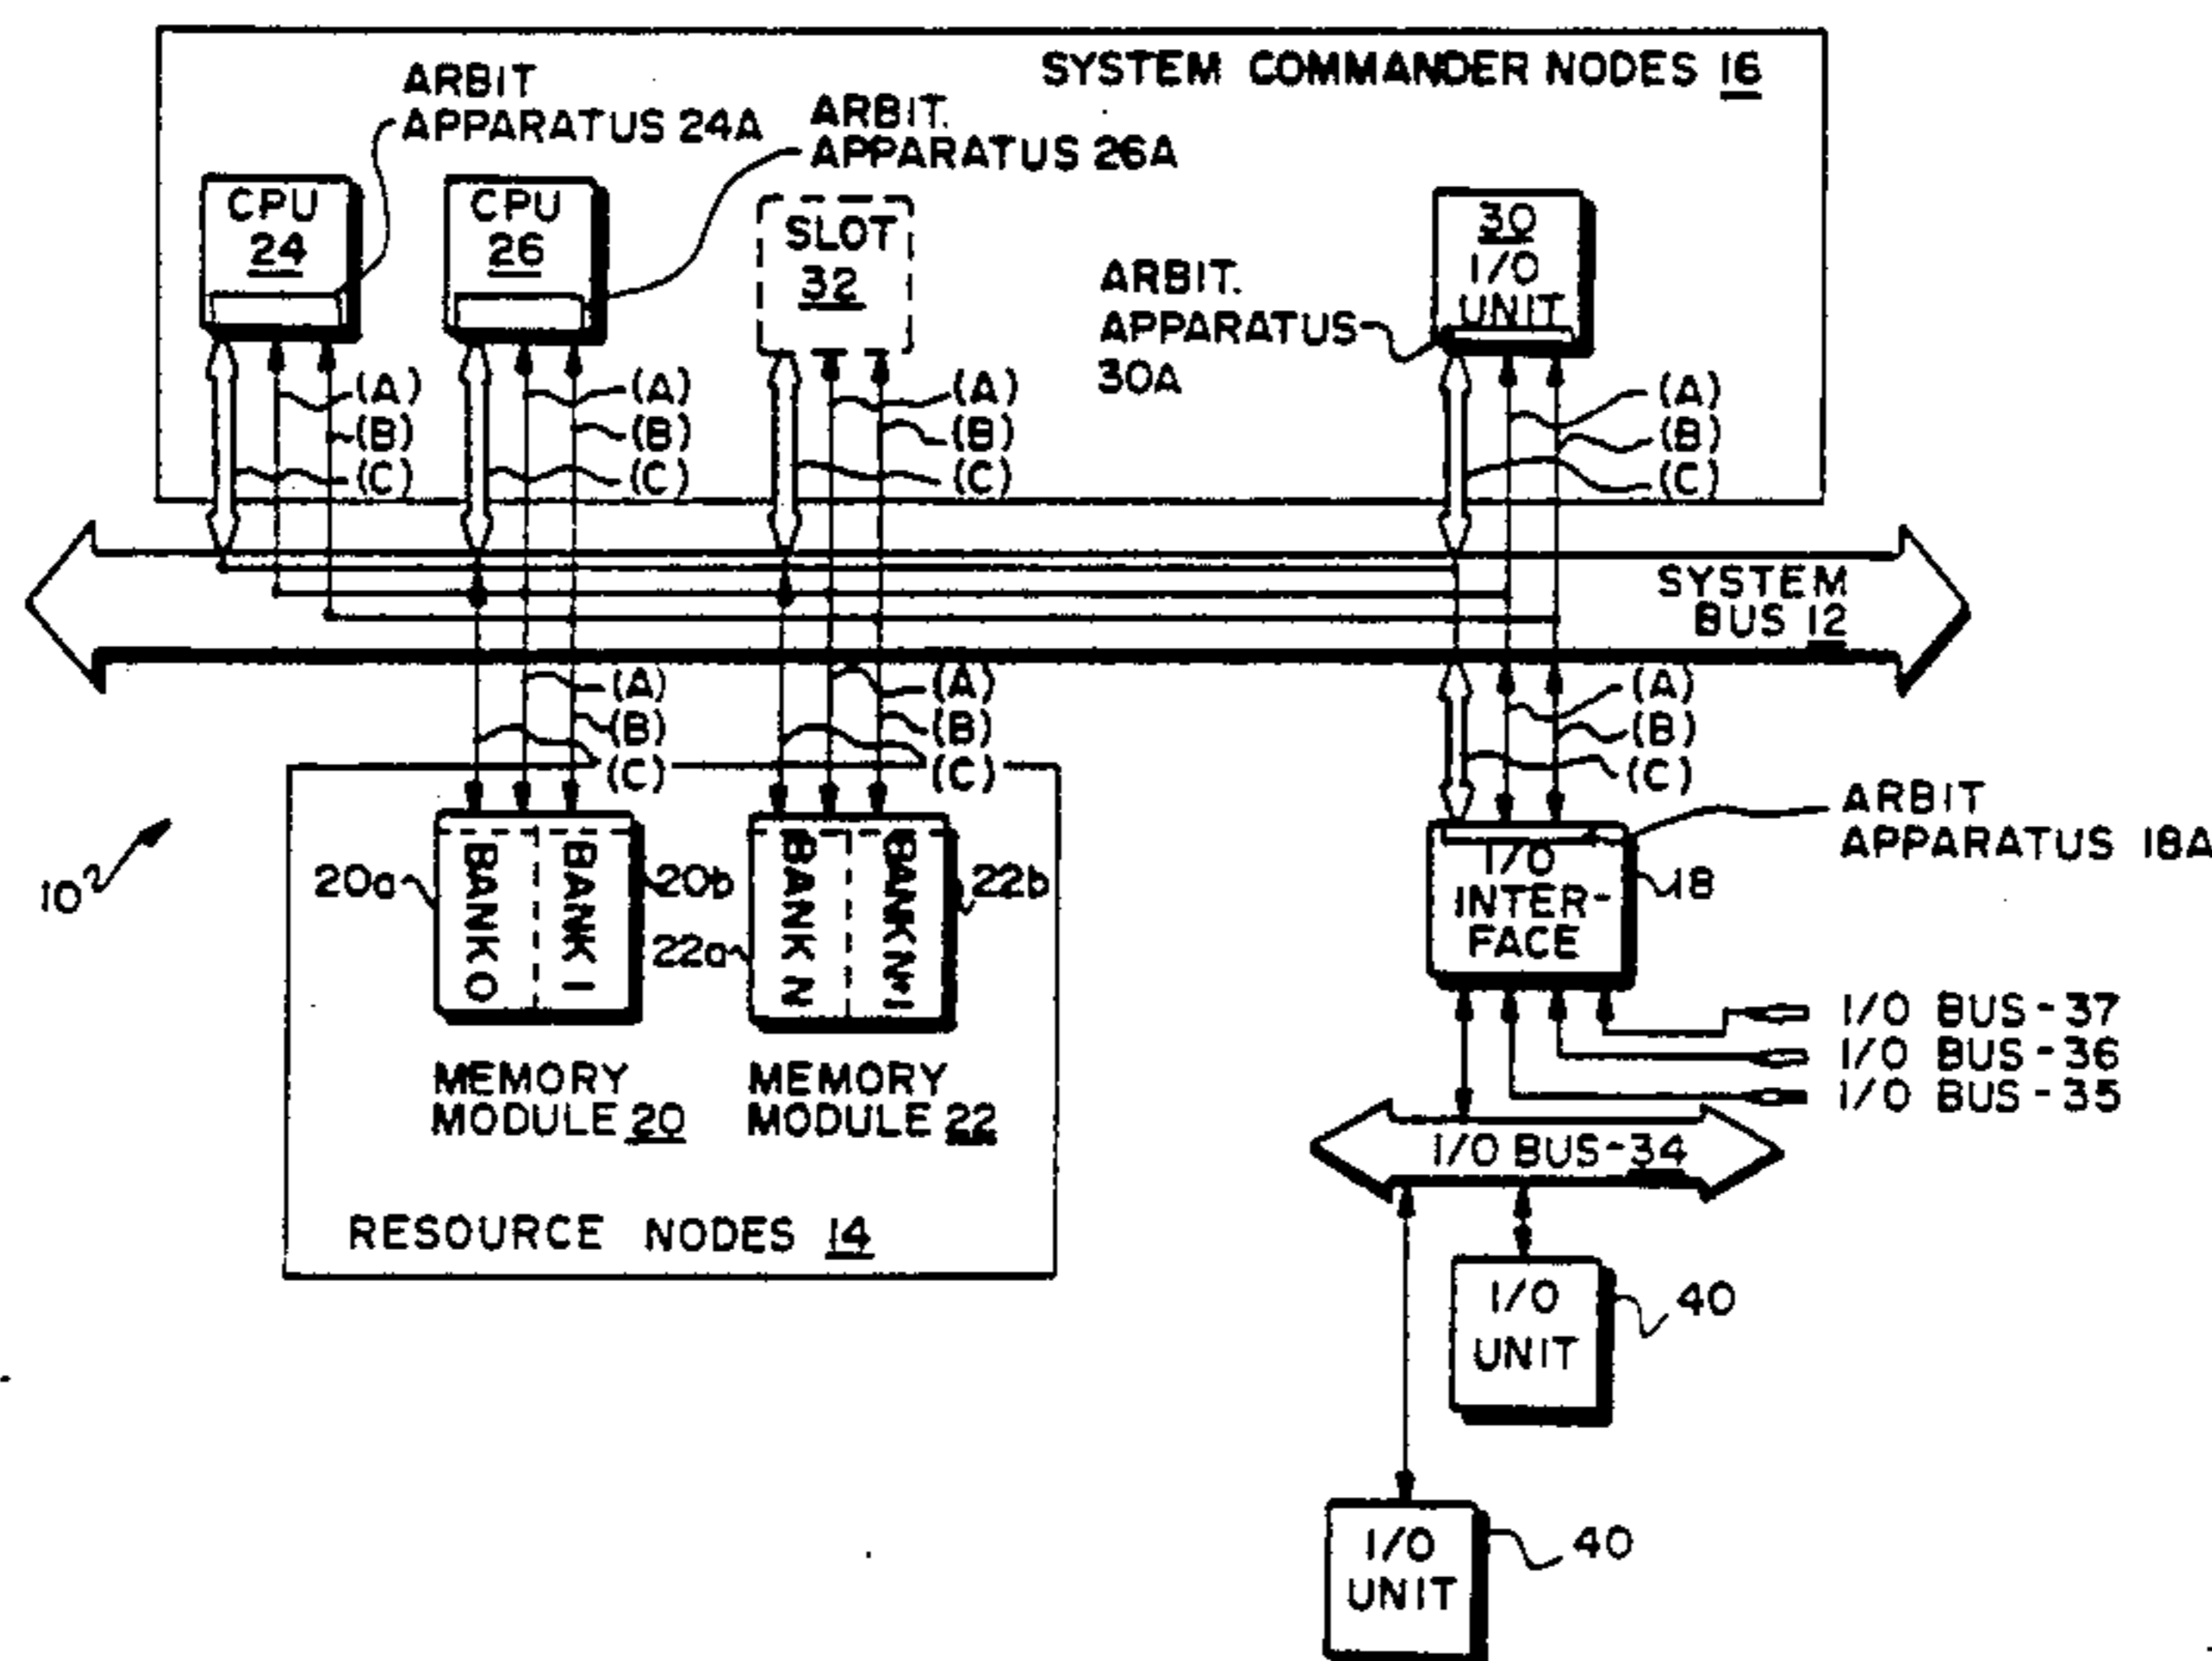 SYSTEM COMMANDER NODES 16
ARBIT
APPARATUS 24A
ARBIT.
APPARATUS 26A
CPU
24
CPU
26
SLOT
32
ARBIT.
APPARATUS
30A
30
I/O
UNIT
(A)
(B)
(C)
(A)
(B)
(C)
(A)
(B)
(C)
(A)
(B)
(C)
SYSTEM
BUS 12
(A)
(B)
(C)
(A)
(B)
(C)
(A)
(B)
(C)
10
20a
BANK 0
BANK 1
20b
22a
BANK N
BANK N+1
22b
MEMORY
MODULE 20
MEMORY
MODULE 22
RESOURCE NODES 14
ARBIT
APPARATUS 18A
I/O
INTER-
FACE
18
I/O BUS-37
I/O BUS-36
I/O BUS-35
I/O BUS-34
I/O
UNIT
40
I/O
UNIT
40